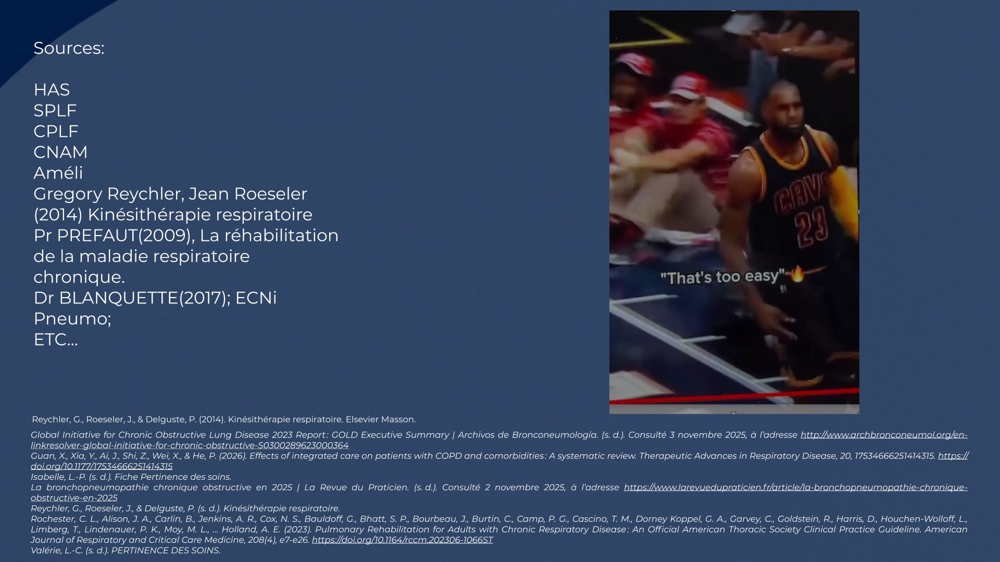 Sources:
HAS
SPLF
CPLF
CNAM
Améli
Gregory Reychler, Jean Roeseler
(2014) Kinésithérapie respiratoire
Pr PREFAUT(2009), La réhabilitation
de la maladie respiratoire
chronique.
Dr BLANQUETTE(2017); ECNi
Pneumo;
ETC...
CAVS
23
"That's too easy"🔥
Reychler, G., Roeseler, J., & Delguste, P. (2014). Kinésithérapie respiratoire. Elsevier Masson.
Global Initiative for Chronic Obstructive Lung Disease 2023 Report : GOLD Executive Summary | Archivos de Bronconeumología. (s. d.). Consulté 3 novembre 2025, à l’adresse http://www.archbronconeumol.org/en-
linkresolver-global-initiative-for-chronic-obstructive-S0300289623000364
Guan, X., Xia, Y., Ai, J., Shi, Z., Wei, X., & He, P. (2026). Effects of integrated care on patients with COPD and comorbidities : A systematic review. Therapeutic Advances in Respiratory Disease, 20, 17534666251414315. https://
doi.org/10.1177/17534666251414315
Isabelle, L.-P. (s. d.). Fiche Pertinence des soins.
La bronchopneumopathie chronique obstructive en 2025 | La Revue du Praticien. (s. d.). Consulté 2 novembre 2025, à l’adresse https://www.larevuedupraticien.fr/article/la-bronchopneumopathie-chronique-
obstructive-en-2025
Reychler, G., Roeseler, J., & Delguste, P. (s. d.). Kinésithérapie respiratoire.
Rochester, C. L., Alison, J. A., Carlin, B., Jenkins, A. R., Cox, N. S., Bauldoff, G., Bhatt, S. P., Bourbeau, J., Burtin, C., Camp, P. G., Cascino, T. M., Dorney Koppel, G. A., Garvey, C., Goldstein, R., Harris, D., Houchen-Wolloff, L.,
Limberg, T., Lindenauer, P. K., Moy, M. L., … Holland, A. E. (2023). Pulmonary Rehabilitation for Adults with Chronic Respiratory Disease : An Official American Thoracic Society Clinical Practice Guideline. American
Journal of Respiratory and Critical Care Medicine, 208(4), e7-e26. https://doi.org/10.1164/rccm.202306-1066ST
Valérie, L.-C. (s. d.). PERTINENCE DES SOINS.